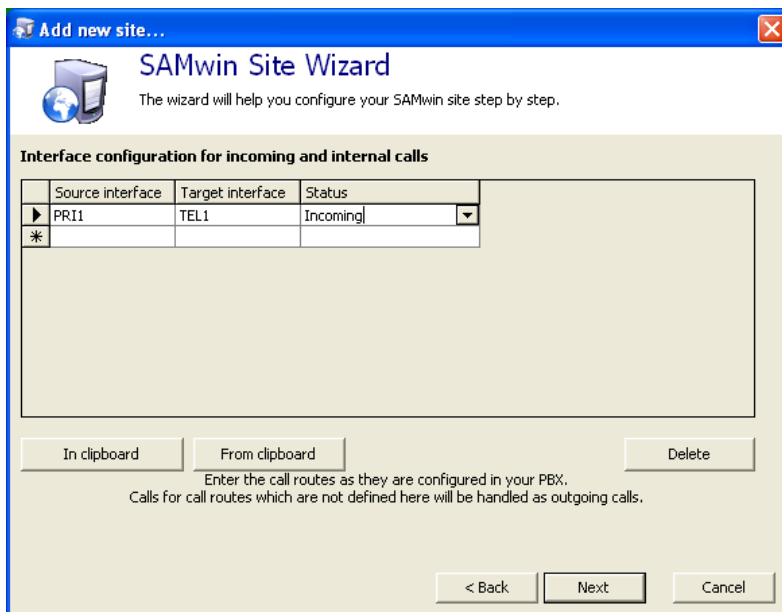 Add new site...
SAMwin Site Wizard
The wizard will help you configure your SAMwin site step by step.
Interface configuration for incoming and internal calls
Source interface Target interface Status
PRI1 TEL1 Incoming
In clipboard From clipboard Delete
Enter the call routes as they are configured in your PBX.
Calls for call routes which are not defined here will be handled as outgoing calls.
< Back Next Cancel